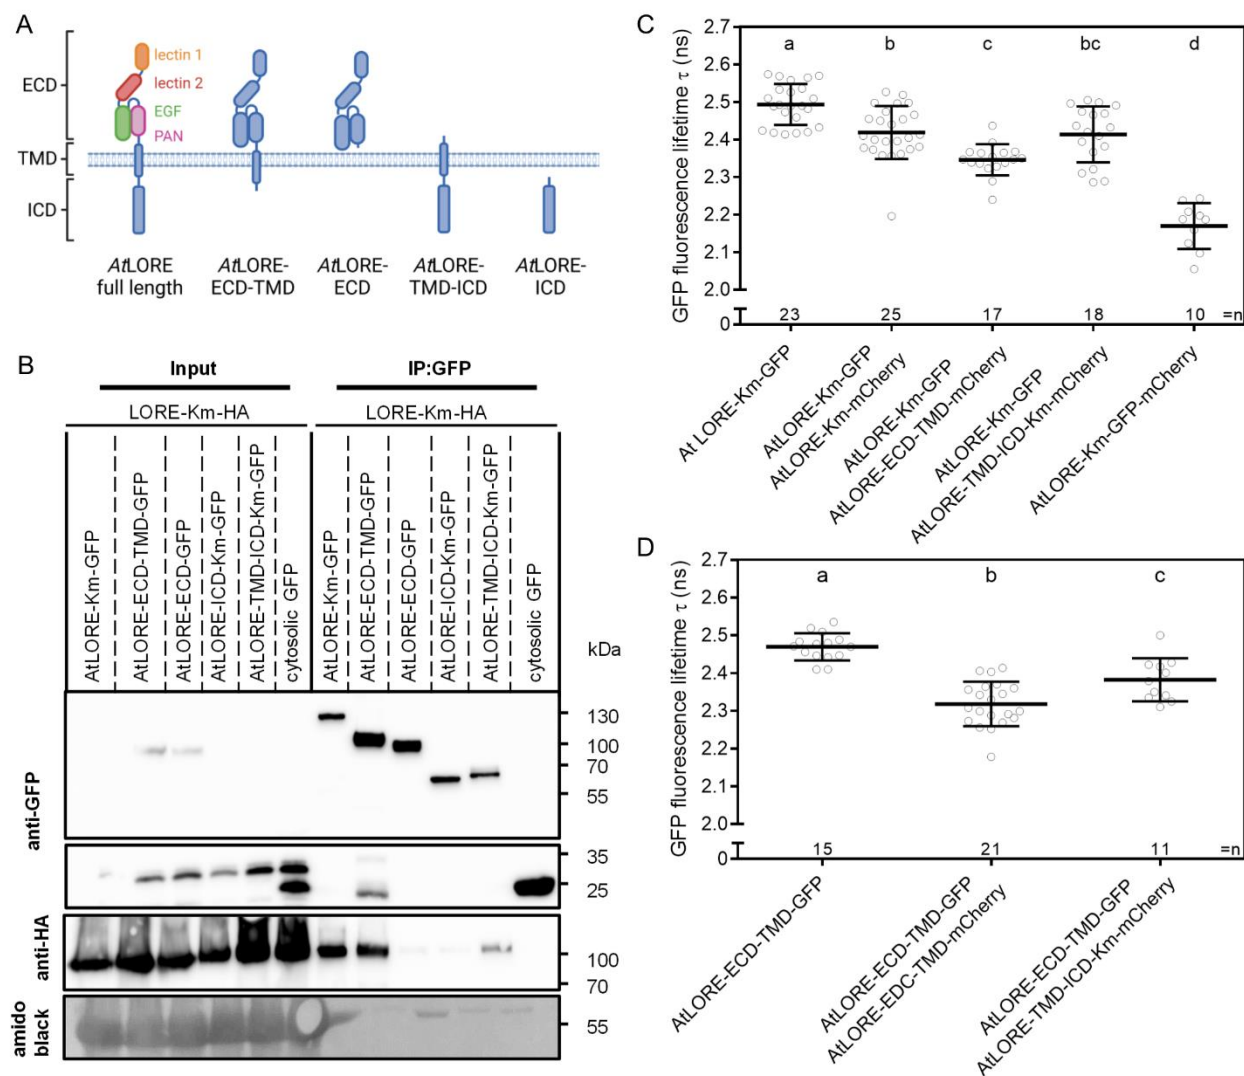 A
ECD
TMD
ICD
lectin 1
lectin 2
EGF
PAN
AtLORE
full length
AtLORE-
ECD-TMD
AtLORE-
ECD
AtLORE-
TMD-ICD
AtLORE-
ICD
B
Input
IP:GFP
LORE-Km-HA
LORE-Km-HA
AtLORE-Km-GFP
AtLORE-ECD-TMD-GFP
AtLORE-ECD-GFP
AtLORE-ICD-Km-GFP
AtLORE-TMD-ICD-Km-GFP
cytosolic GFP
AtLORE-Km-GFP
AtLORE-ECD-TMD-GFP
AtLORE-ECD-GFP
AtLORE-ICD-Km-GFP
AtLORE-TMD-ICD-Km-GFP
cytosolic GFP
kDa
anti-GFP
130
100
70
55
35
25
anti-HA
100
70
amido
black
55
C
GFP fluorescence lifetime τ (ns)
2.7
2.6
2.5
2.4
2.3
2.2
2.1
2.0
0
a
b
c
bc
d
23
25
17
18
10
=n
At LORE-Km-GFP
AtLORE-Km-GFP
AtLORE-Km-mCherry
AtLORE-Km-GFP
AtLORE-ECD-TMD-mCherry
AtLORE-Km-GFP
AtLORE-TMD-ICD-Km-mCherry
AtLORE-Km-GFP-mCherry
D
GFP fluorescence lifetime τ (ns)
2.7
2.6
2.5
2.4
2.3
2.2
2.1
2.0
0
a
b
c
15
21
11
=n
AtLORE-ECD-TMD-GFP
AtLORE-ECD-TMD-GFP
AtLORE-EDC-TMD-mCherry
AtLORE-ECD-TMD-GFP
AtLORE-TMD-ICD-Km-mCherry